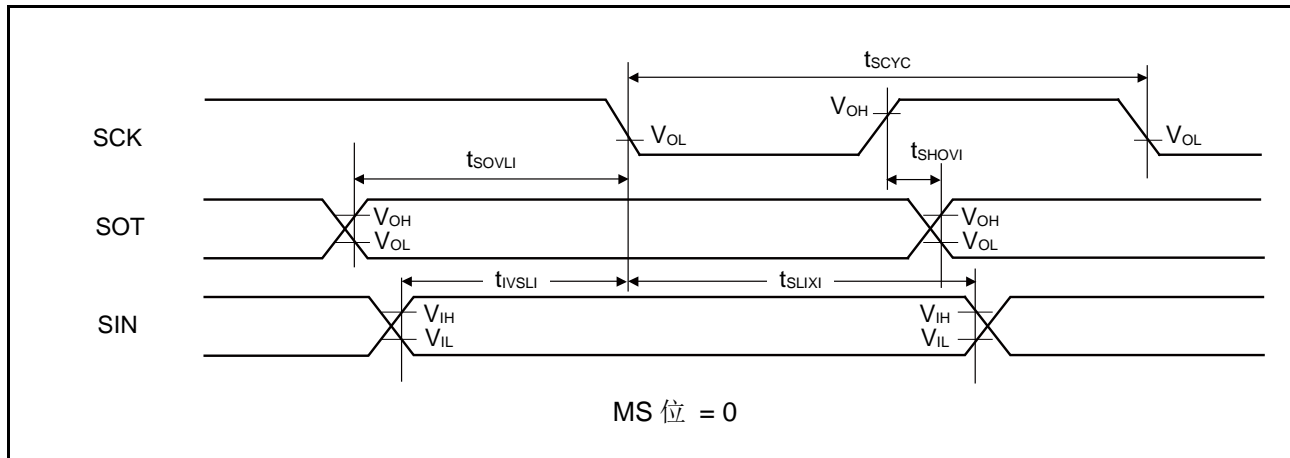 tSCYC
SCK
VOH
VOL
VOL
tSHOVI
tSOVLI
SOT
VOH
VOL
VOH
VOL
tIVSLI
tSLIXI
SIN
VIH
VIL
VIH
VIL
MS 位 = 0